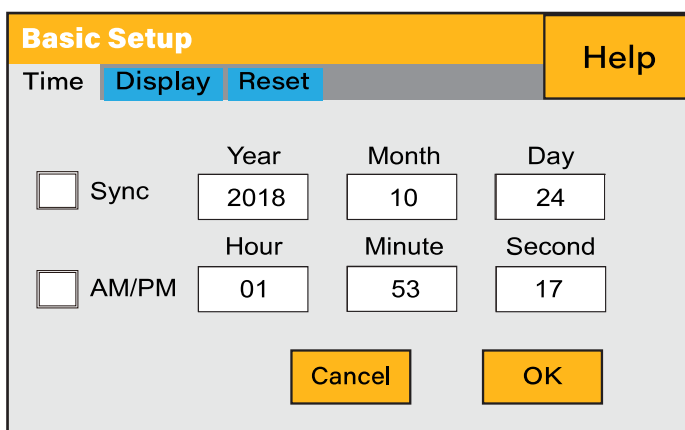 Basic Setup
Help
Time Display Reset
Year Month Day
Sync 2018 10 24
Hour Minute Second
AM/PM 01 53 17
Cancel OK